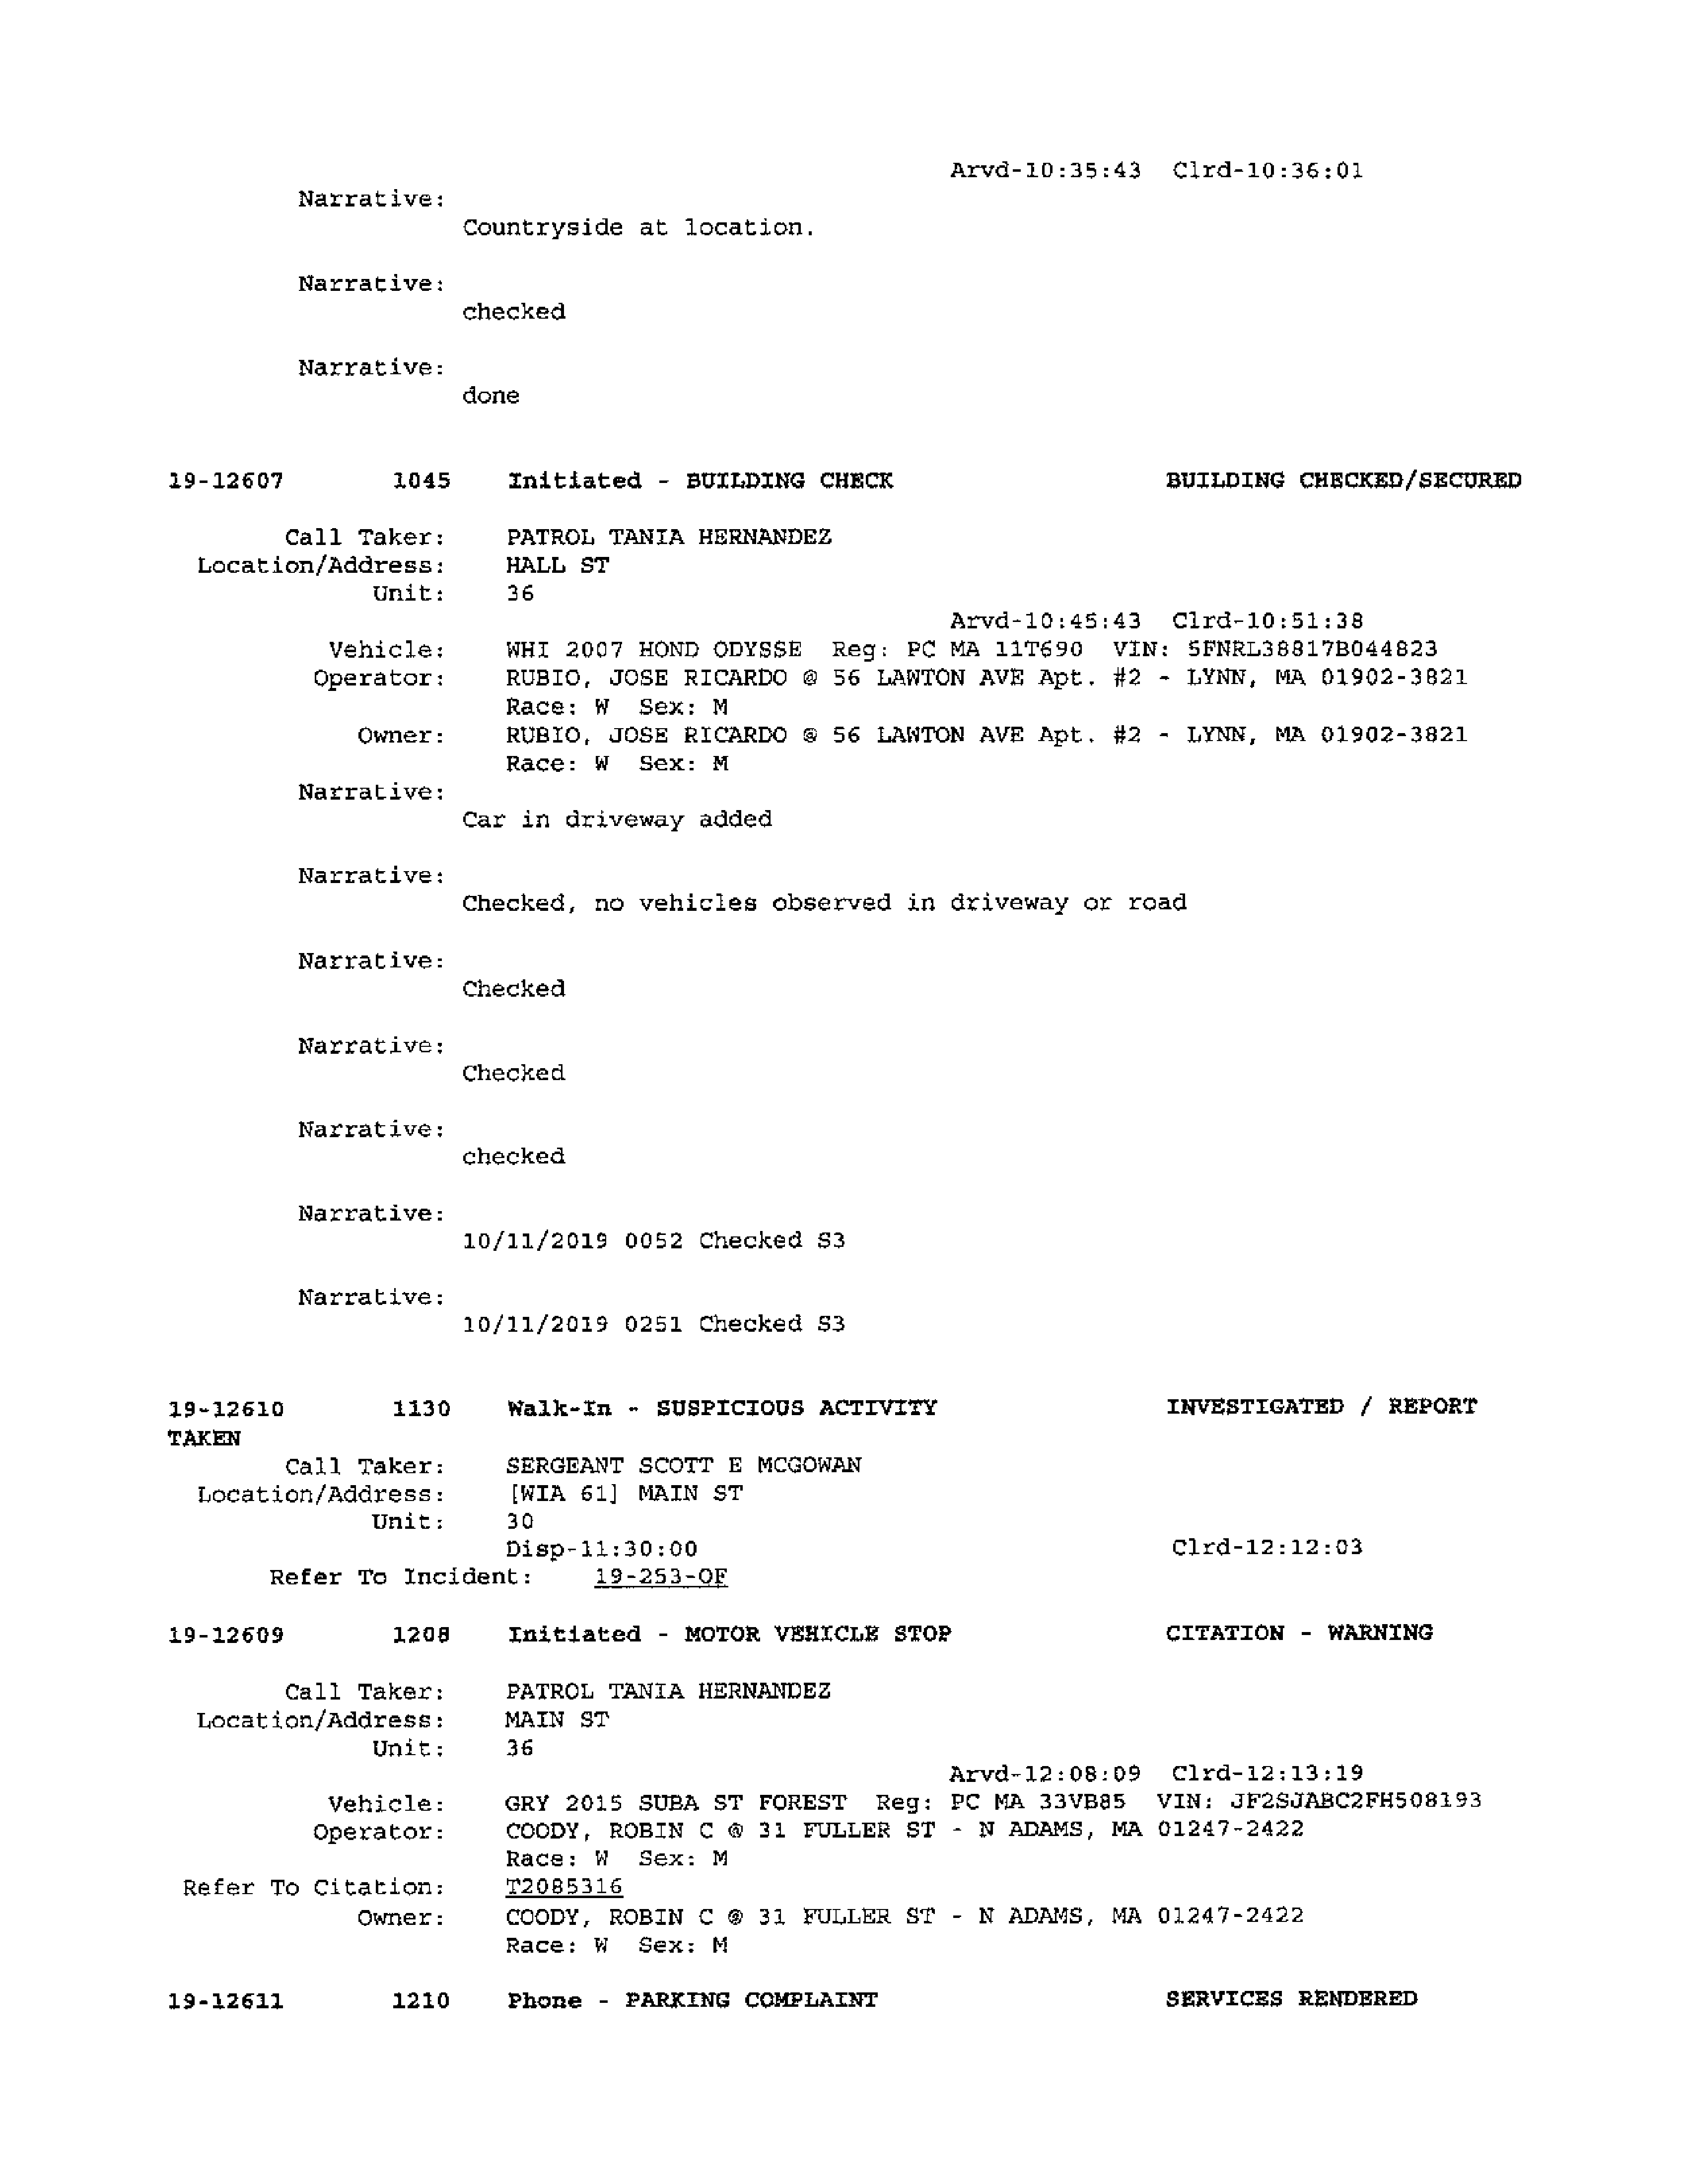 Arvd-10:35:43 Clrd-10:36:01
Narrative:
Countryside at location.
Narrative:
checked
Narrative:
done
19-12607 1045 Initiated - BUILDING CHECK BUILDING CHECKED/SECURED
Call Taker: PATROL TANIA HERNANDEZ
Location/Address: HALL ST
Unit: 36
Arvd-10:45:43 Clrd-10:51:38
Vehicle: WHI 2007 HOND ODYSSE Reg: PC MA 11T690 VIN: 5FNRL38817B044823
Operator: RUBIO, JOSE RICARDO @ 56 LAWTON AVE Apt. #2 - LYNN, MA 01902-3821
Race: W Sex: M
Owner: RUBIO, JOSE RICARDO @ 56 LAWTON AVE Apt. #2 - LYNN, MA 01902-3821
Race: W Sex: M
Narrative:
Car in driveway added
Narrative:
Checked, no vehicles observed in driveway or road
Narrative:
Checked
Narrative:
Checked
Narrative:
checked
Narrative:
10/11/2019 0052 Checked S3
Narrative:
10/11/2019 0251 Checked S3
19-12610 1130 Walk-In - SUSPICIOUS ACTIVITY INVESTIGATED / REPORT
TAKEN
Call Taker: SERGEANT SCOTT E MCGOWAN
Location/Address: [WIA 61] MAIN ST
Unit: 30
Disp-11:30:00 Clrd-12:12:03
Refer To Incident: 19-253-OF
19-12609 1208 Initiated - MOTOR VEHICLE STOP CITATION - WARNING
Call Taker: PATROL TANIA HERNANDEZ
Location/Address: MAIN ST
Unit: 36
Arvd-12:08:09 Clrd-12:13:19
Vehicle: GRY 2015 SUBA ST FOREST Reg: PC MA 33VB85 VIN: JF2SJABC2FH508193
Operator: COODY, ROBIN C @ 31 FULLER ST - N ADAMS, MA 01247-2422
Race: W Sex: M
Refer To Citation: T2085316
Owner: COODY, ROBIN C @ 31 FULLER ST - N ADAMS, MA 01247-2422
Race: W Sex: M
19-12611 1210 Phone - PARKING COMPLAINT SERVICES RENDERED